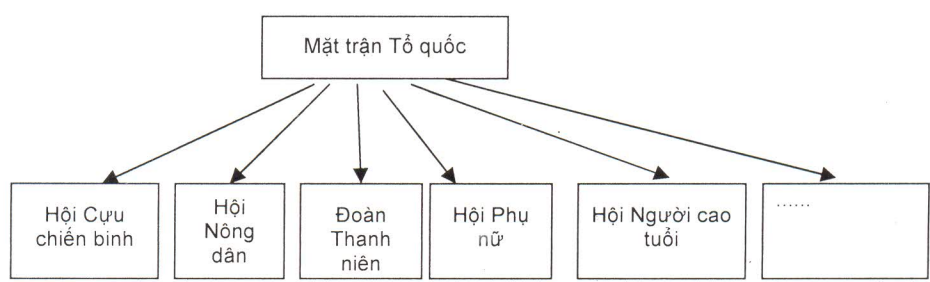 Mặt trận Tổ quốc
Hội Cựu
chiến binh
Hội
Nông
dân
Đoàn
Thanh
niên
Hội Phụ
nữ
Hội Người cao
tuổi
......